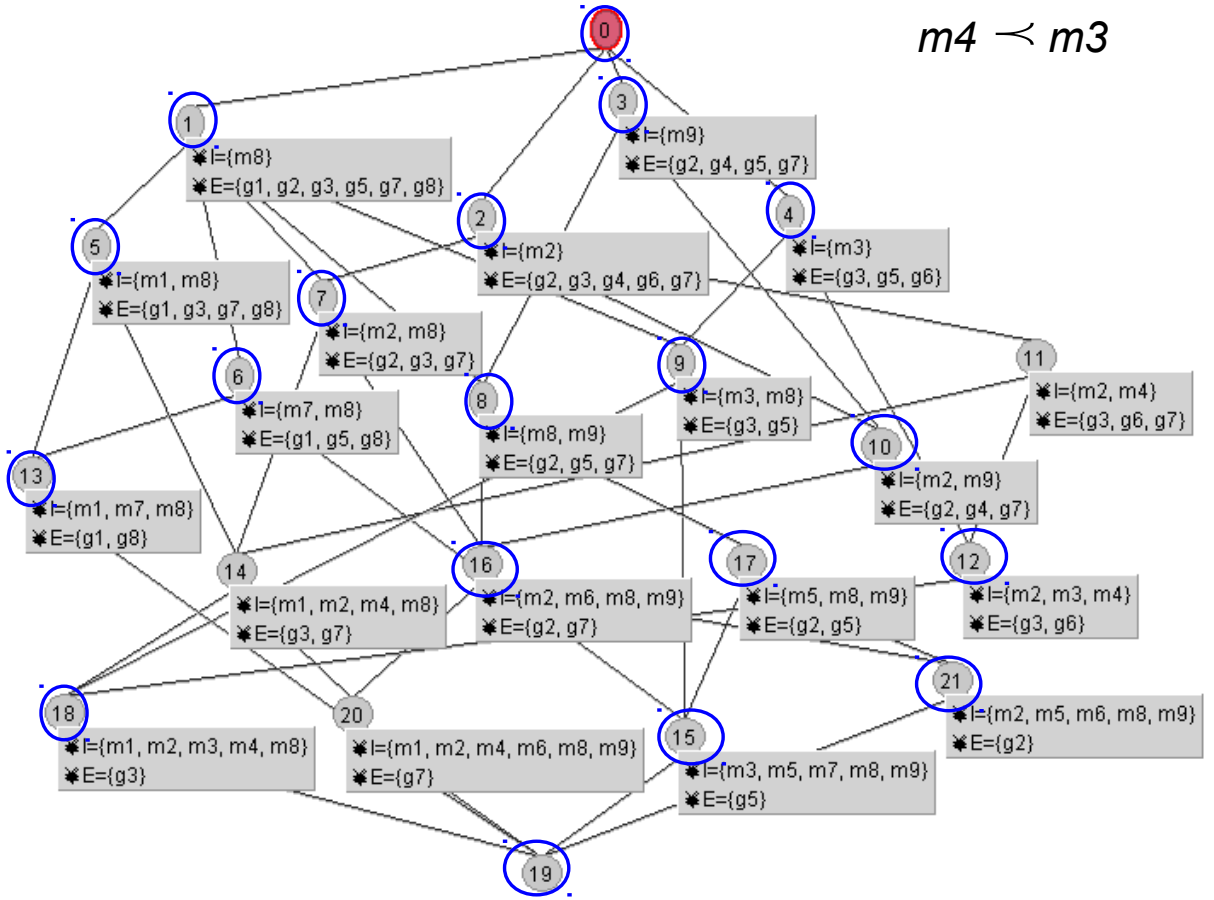 0
m4 ≺ m3
3
1
I={m9}
E={g2, g4, g5, g7}
I={m8}
E={g1, g2, g3, g5, g7, g8}
2
4
5
I={m2}
E={g2, g3, g4, g6, g7}
I={m3}
E={g3, g5, g6}
I={m1, m8}
E={g1, g3, g7, g8}
7
I={m2, m8}
E={g2, g3, g7}
6
9
11
8
I={m7, m8}
E={g1, g5, g8}
I={m3, m8}
E={g3, g5}
I={m2, m4}
E={g3, g6, g7}
I={m8, m9}
E={g2, g5, g7}
10
13
I={m2, m9}
E={g2, g4, g7}
I={m1, m7, m8}
E={g1, g8}
14
16
17
12
I={m1, m2, m4, m8}
E={g3, g7}
I={m2, m6, m8, m9}
E={g2, g7}
I={m5, m8, m9}
E={g2, g5}
I={m2, m3, m4}
E={g3, g6}
21
18
20
I={m2, m5, m6, m8, m9}
E={g2}
15
I={m1, m2, m3, m4, m8}
E={g3}
I={m1, m2, m4, m6, m8, m9}
E={g7}
I={m3, m5, m7, m8, m9}
E={g5}
19